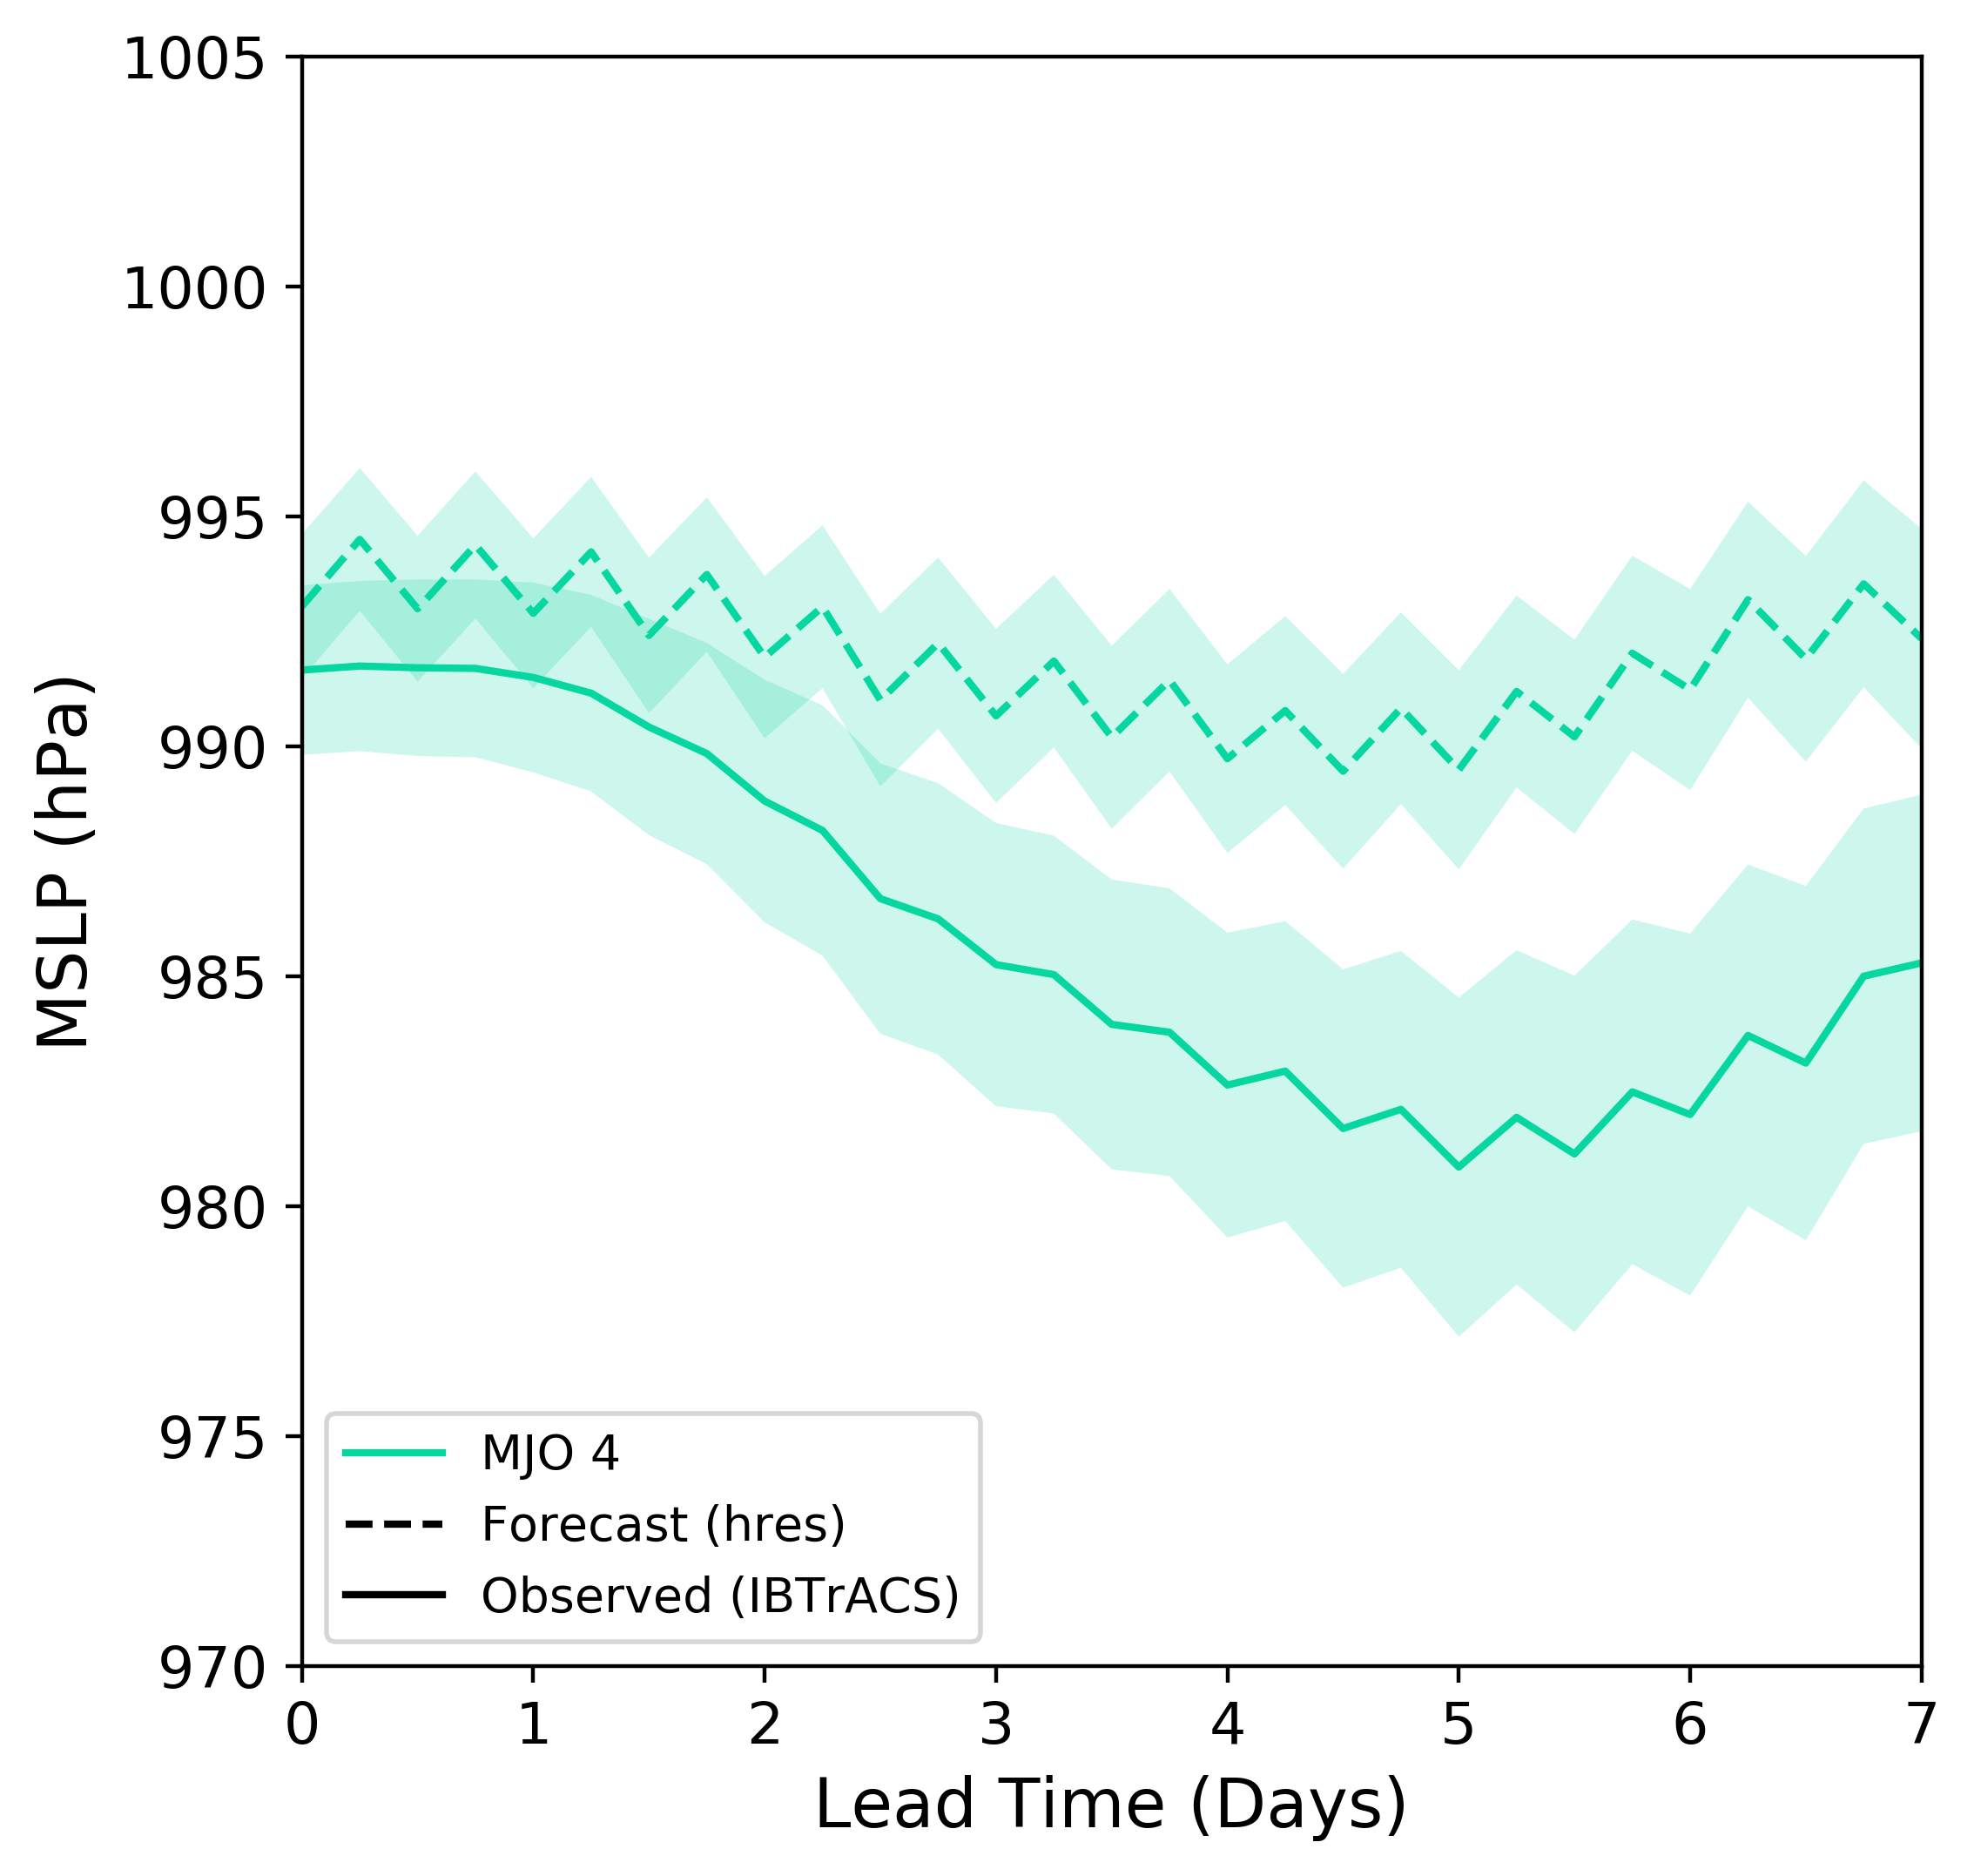 1005
1000
995
990
985
980
975
970
MSLP (hPa)
MJO 4
Forecast (hres)
Observed (IBTrACS)
0 1 2 3 4 5 6 7
Lead Time (Days)